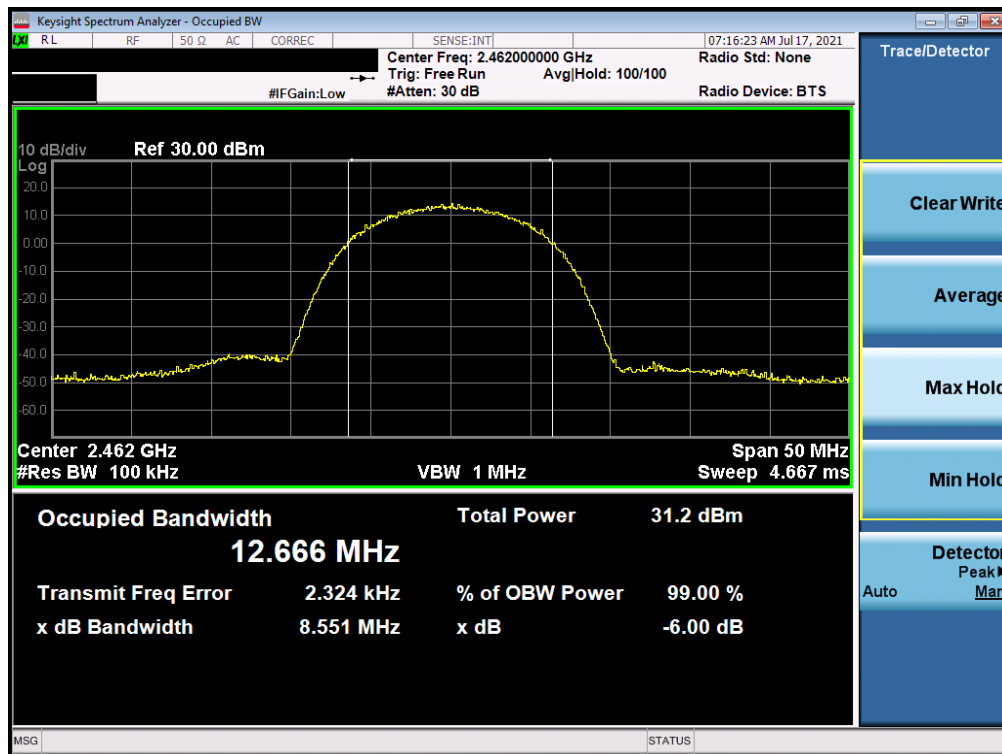 Keysight Spectrum Analyzer - Occupied BW
LXI RL RF 50 Ω AC CORREC SENSE:INT 07:16:23 AM Jul 17, 2021
Center Freq: 2.462000000 GHz Radio Std: None
Trig: Free Run Avg|Hold: 100/100
#IFGain:Low #Atten: 30 dB Radio Device: BTS
10 dB/div Ref 30.00 dBm
Log
20.0
10.0
0.00
-10.0
-20.0
-30.0
-40.0
-50.0
-60.0
Center 2.462 GHz Span 50 MHz
#Res BW 100 kHz VBW 1 MHz Sweep 4.667 ms
Occupied Bandwidth Total Power 31.2 dBm
12.666 MHz
Transmit Freq Error 2.324 kHz % of OBW Power 99.00 %
x dB Bandwidth 8.551 MHz x dB -6.00 dB
MSG STATUS
Trace/Detector
Clear Write
Average
Max Hold
Min Hold
Detector
Peak
Auto Man